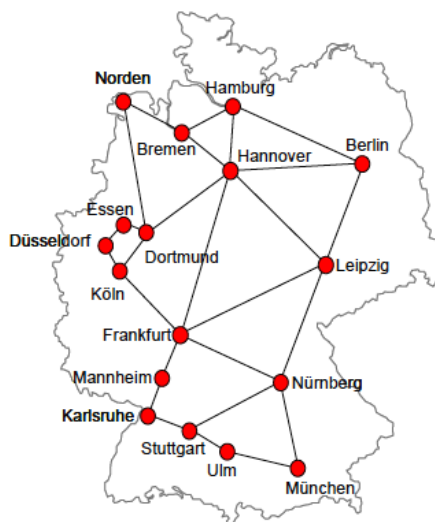 Norden
Hamburg
Bremen
Hannover
Berlin
Essen
Düsseldorf
Dortmund
Köln
Leipzig
Frankfurt
Mannheim
Nürnberg
Karlsruhe
Stuttgart
Ulm
München